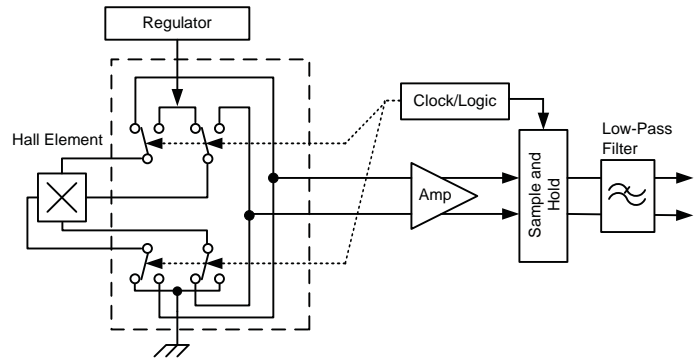 Regulator
Clock/Logic
Hall Element
Low-Pass
Filter
Amp
Sample and
Hold